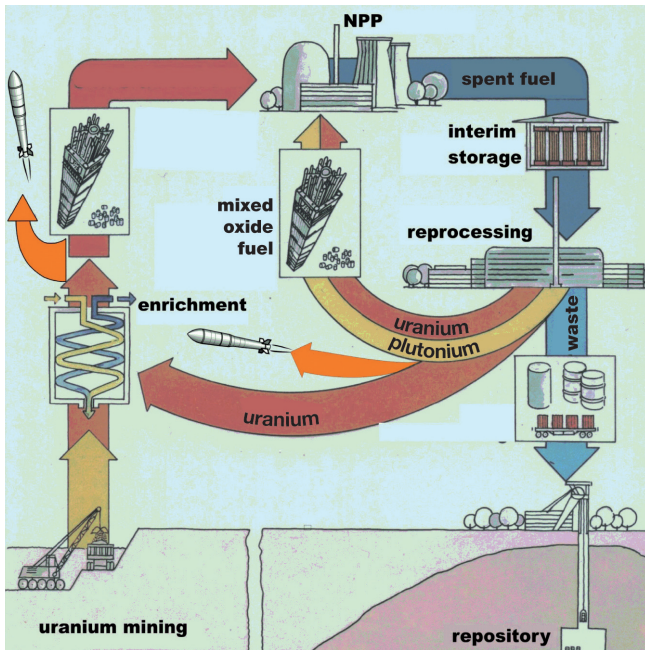 NPP
spent fuel
interim
storage
mixed
oxide
fuel
reprocessing
enrichment
uranium
plutonium
waste
uranium
uranium mining
repository